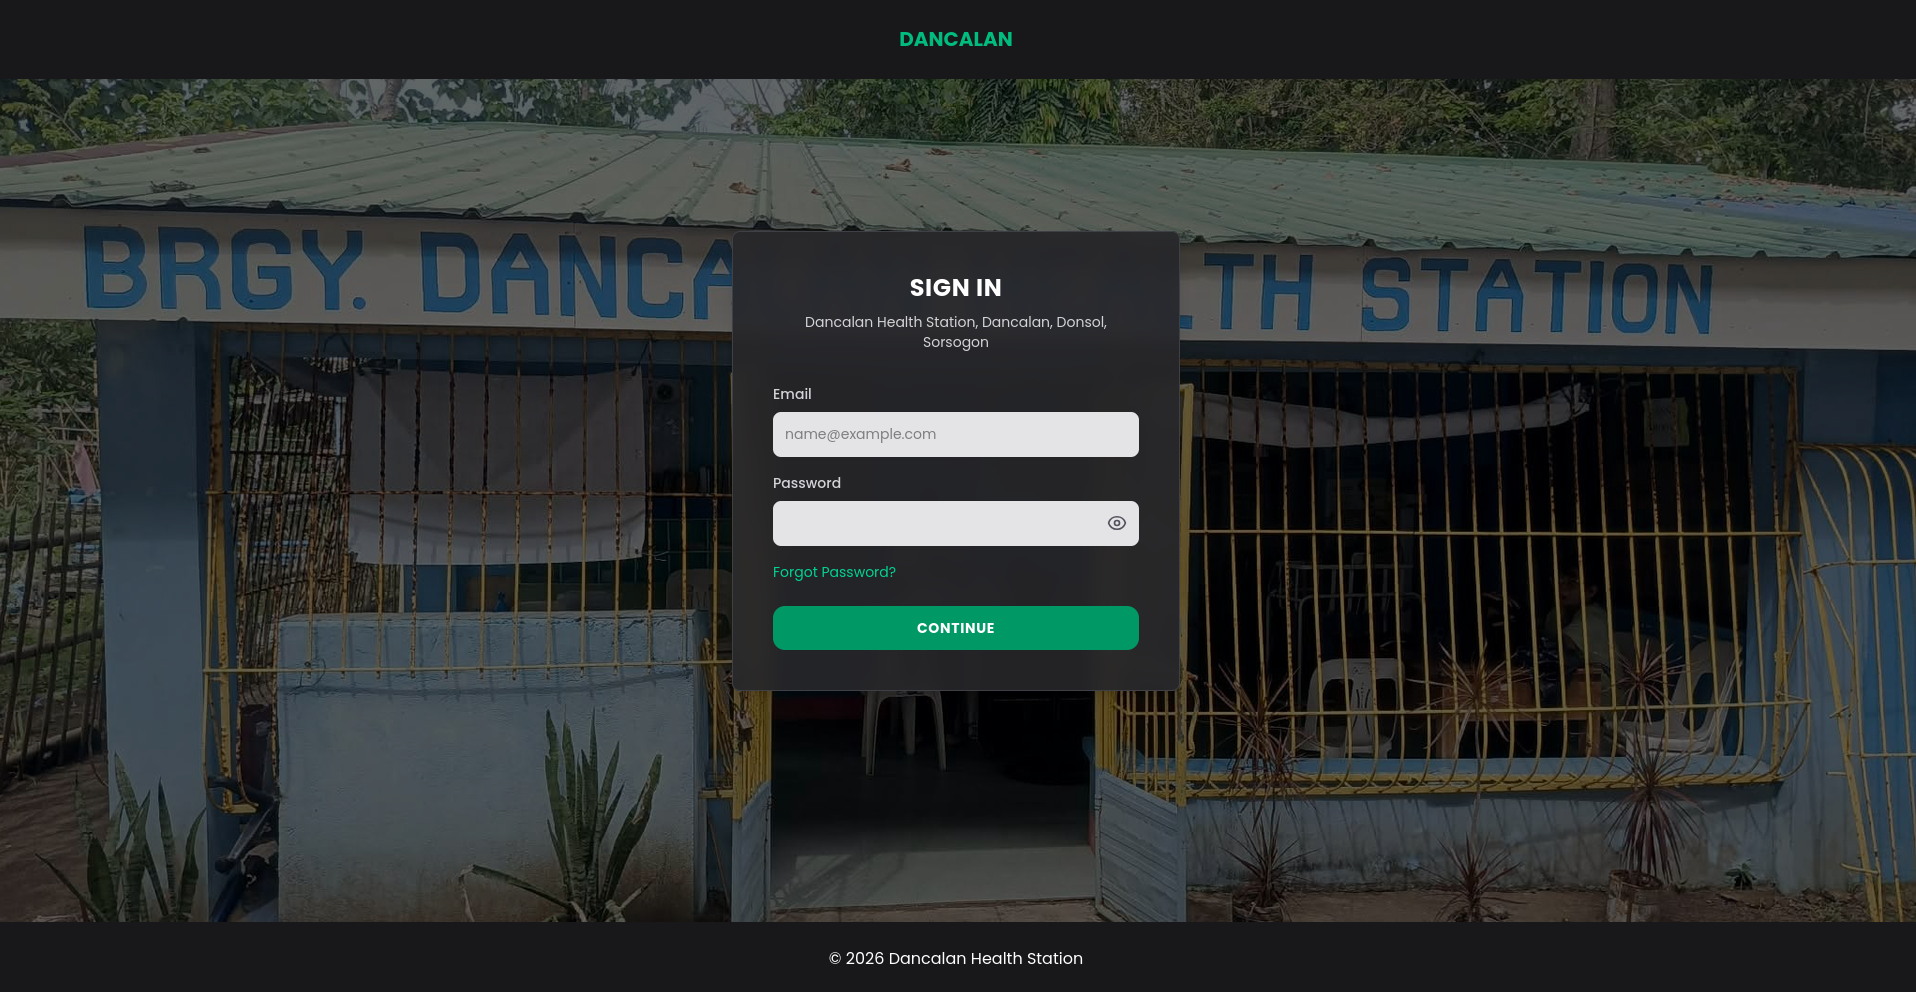 DANCALAN
BRGY. DANCA
LTH STATION
SIGN IN
Dancalan Health Station, Dancalan, Donsol,
Sorsogon
Email
name@example.com
Password
Forgot Password?
CONTINUE
© 2026 Dancalan Health Station